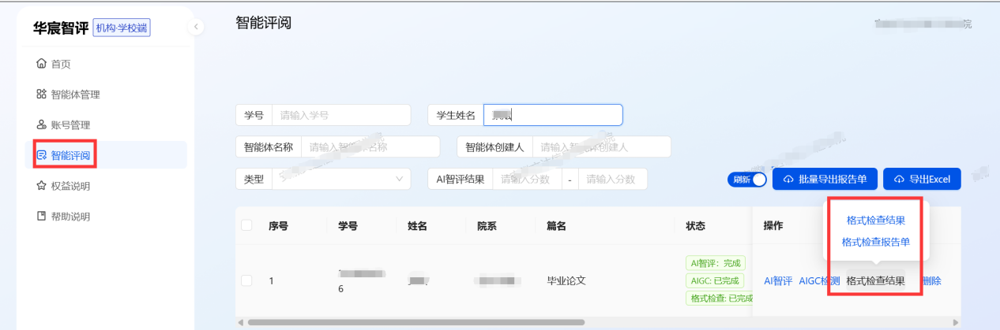 华宸智评 机构·学校端
智能评阅
院
首页
智能体管理
账号管理
智能评阅
权益说明
帮助说明
学号 请输入学号 学生姓名
智能体名称 请输入智能体名称 智能体创建人 请输入智能体创建人
类型 AI智评结果 请输入分数 - 请输入分数 刷新 批量导出报告单 导出Excel
格式检查结果
格式检查报告单
序号 学号 姓名 院系 篇名 状态 操作
AI智评：完成
1 6 毕业论文 AIGC: 已完成 AI智评 AIGC检测 格式检查结果 删除
格式检查: 已完成